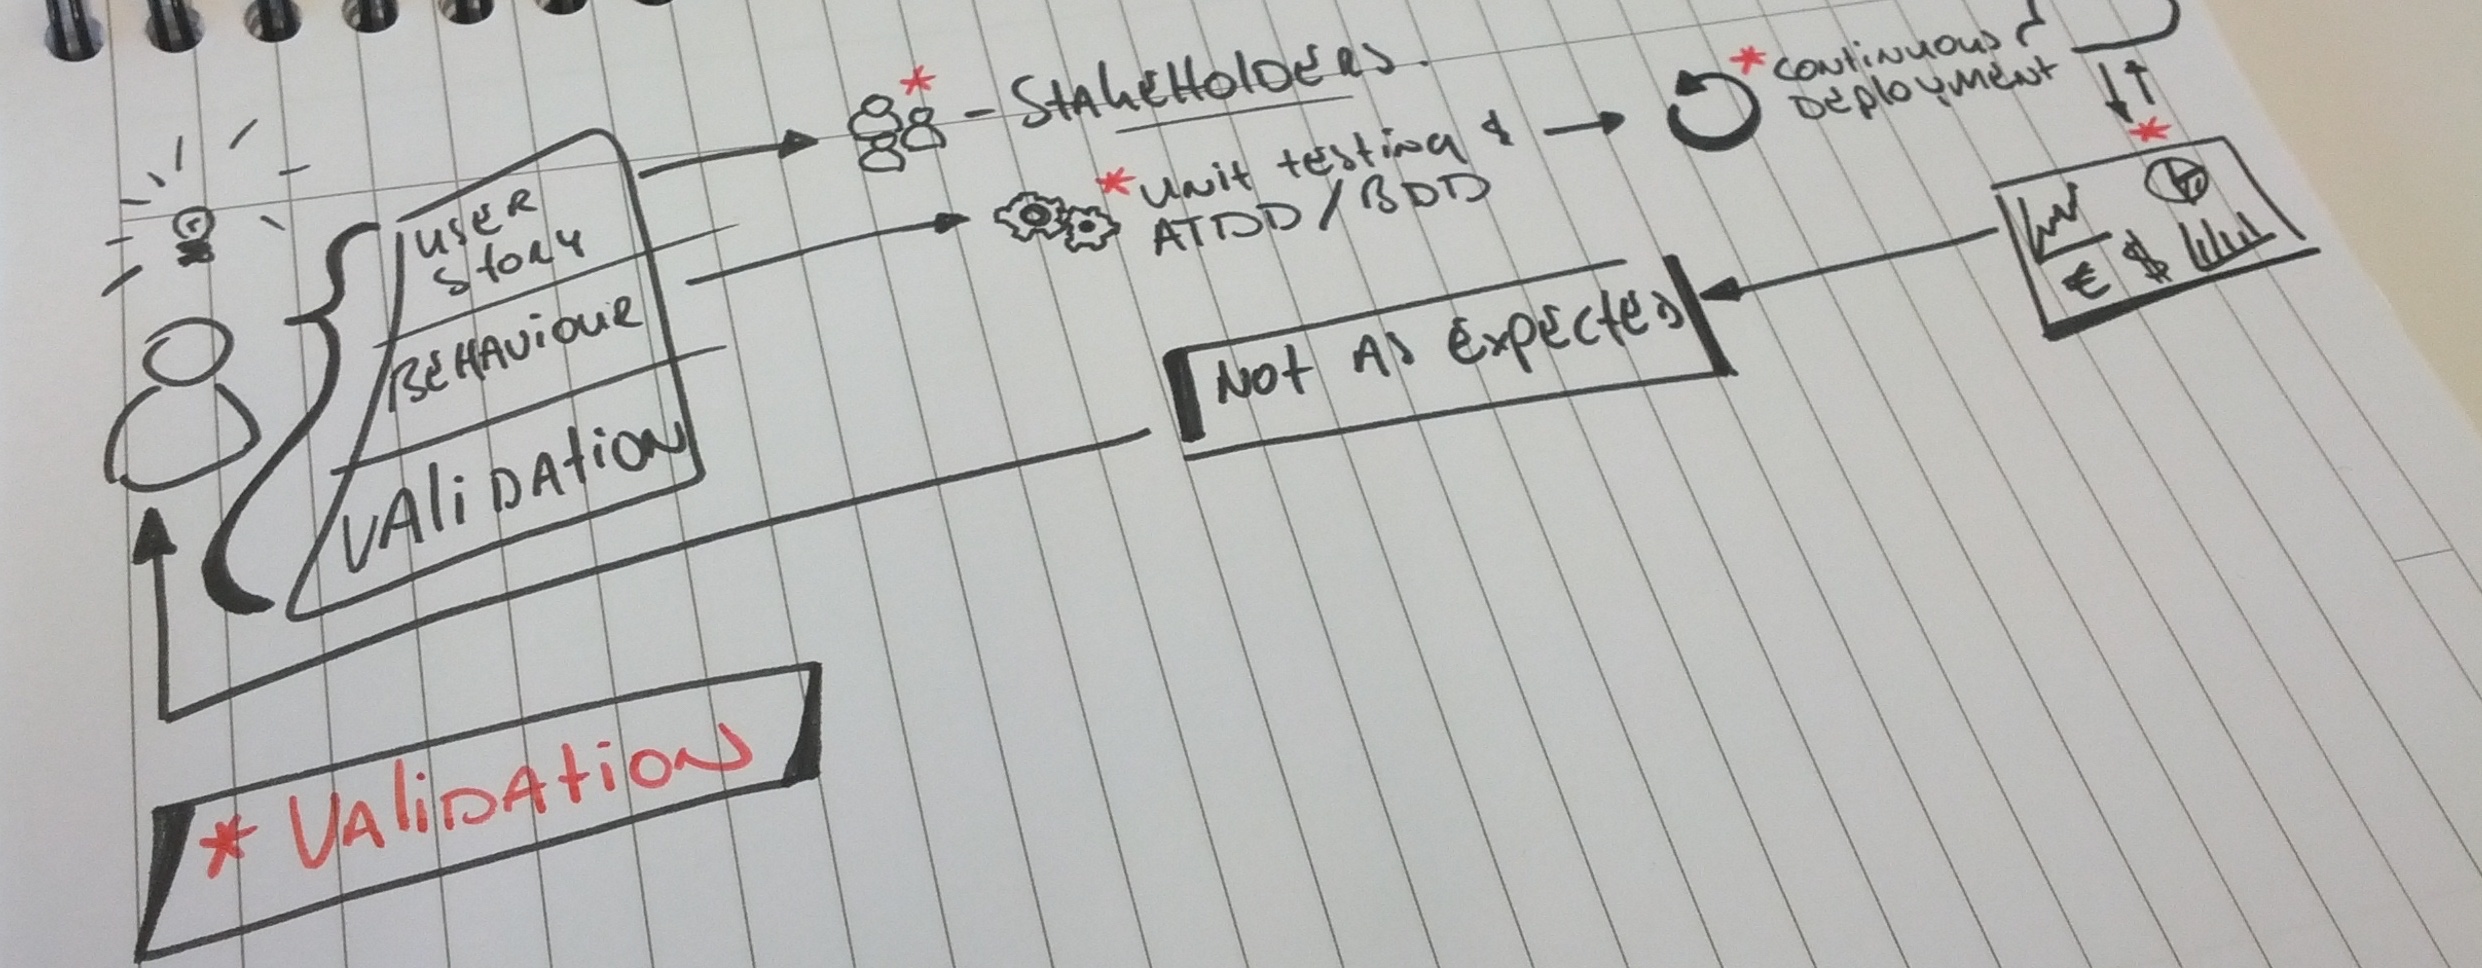 * StakeHolders.
* Continuous
Deployment
* Unit testing &
ATDD / BDD
User
Story
Behaviour
Validation
€ $
Not As Expected
* Validation